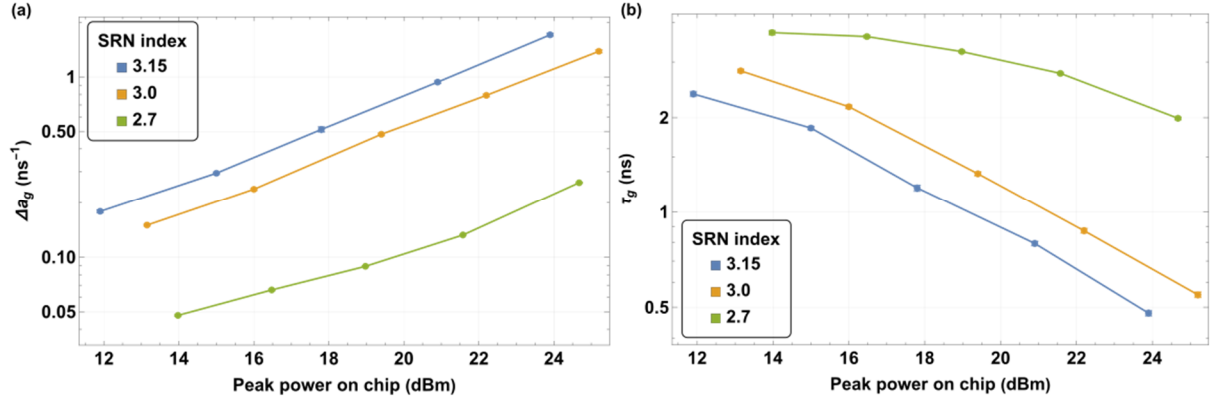 (a)
SRN index
3.15
3.0
2.7
1
0.50
0.10
0.05
Δa_g (ns⁻¹)
12 14 16 18 20 22 24
Peak power on chip (dBm)
(b)
2
1
0.5
τ_g (ns)
SRN index
3.15
3.0
2.7
12 14 16 18 20 22 24
Peak power on chip (dBm)